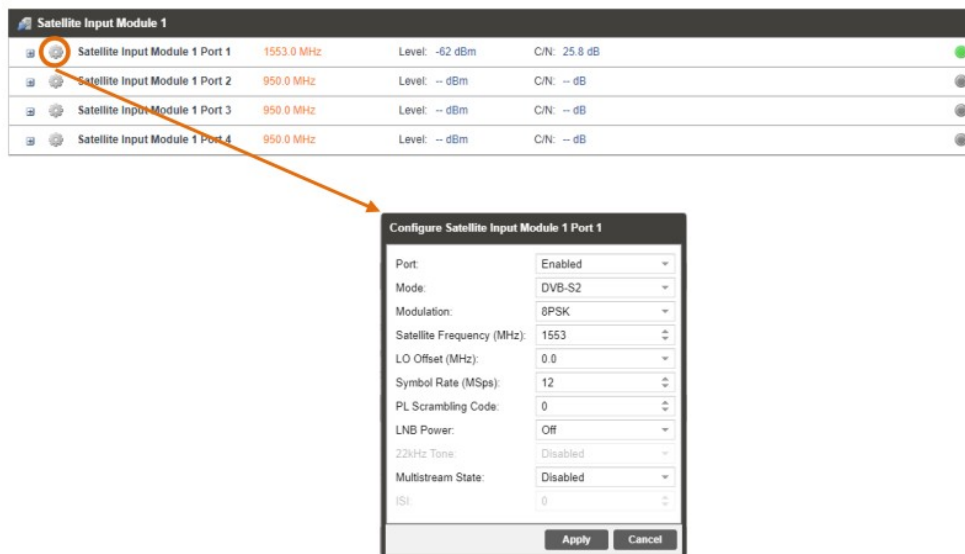 Satellite Input Module 1
Satellite Input Module 1 Port 1 1553.0 MHz Level: -62 dBm C/N: 25.8 dB
Satellite Input Module 1 Port 2 950.0 MHz Level: -- dBm C/N: -- dB
Satellite Input Module 1 Port 3 950.0 MHz Level: -- dBm C/N: -- dB
Satellite Input Module 1 Port 4 950.0 MHz Level: -- dBm C/N: -- dB
Configure Satellite Input Module 1 Port 1
Port: Enabled
Mode: DVB-S2
Modulation: 8PSK
Satellite Frequency (MHz): 1553
LO Offset (MHz): 0.0
Symbol Rate (MSps): 12
PL Scrambling Code: 0
LNB Power: Off
22kHz Tone: Disabled
Multistream State: Disabled
ISI: 0
Apply Cancel